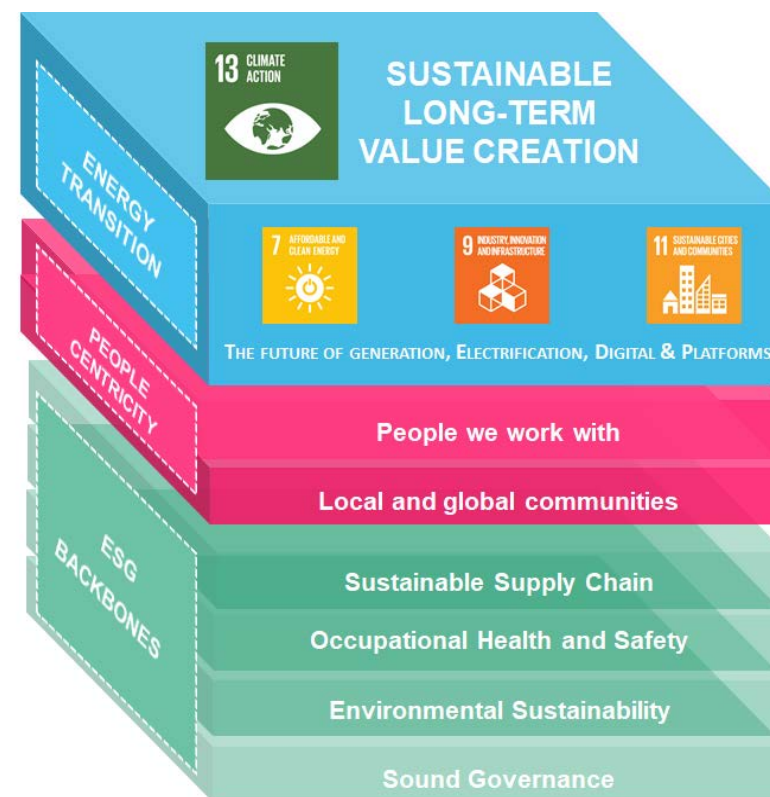 13 CLIMATE
ACTION
SUSTAINABLE
LONG-TERM
VALUE CREATION
ENERGY
TRANSITION
7 AFFORDABLE AND
CLEAN ENERGY
9 INDUSTRY, INNOVATION
AND INFRASTRUCTURE
11 SUSTAINABLE CITIES
AND COMMUNITIES
THE FUTURE OF GENERATION, ELECTRIFICATION, DIGITAL & PLATFORMS
PEOPLE
CENTRICITY
People we work with
Local and global communities
ESG
BACKBONES
Sustainable Supply Chain
Occupational Health and Safety
Environmental Sustainability
Sound Governance